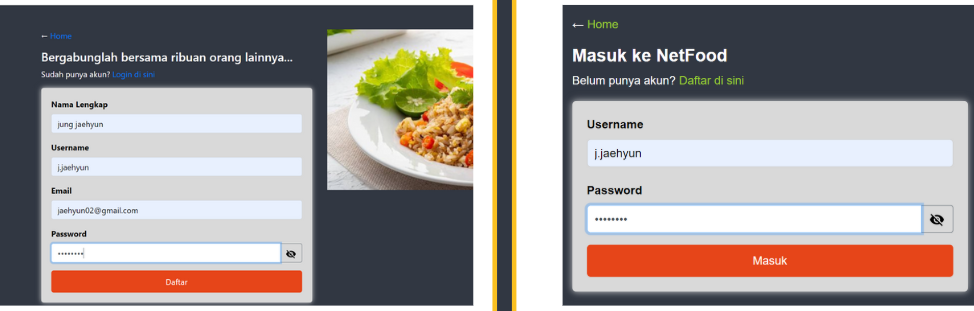 ← Home
Bergabunglah bersama ribuan orang lainnya...
Sudah punya akun? Login di sini
Nama Lengkap
jung jaehyun
Username
j.jaehyun
Email
jaehyun02@gmail.com
Password
••••••••
Daftar
← Home
Masuk ke NetFood
Belum punya akun? Daftar di sini
Username
j.jaehyun
Password
••••••••
Masuk